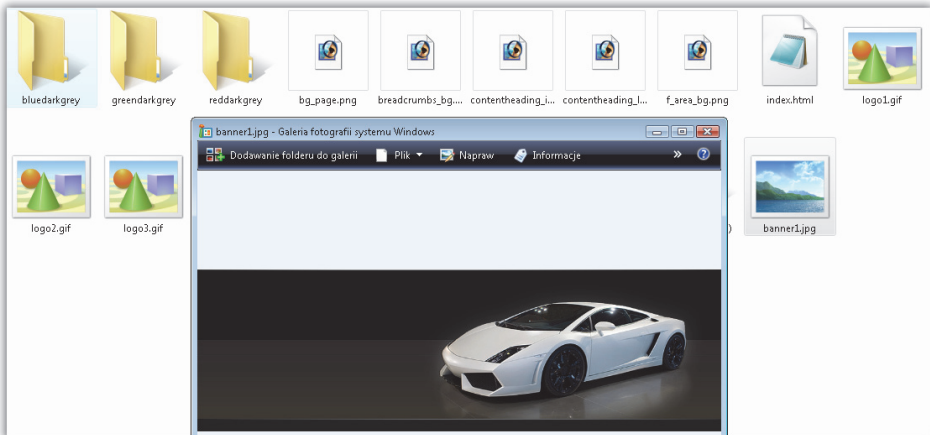 bluedarkgrey
greendarkgrey
reddarkgrey
bg_page.png
breadcrumbs_bg....
contentheading_i...
contentheading_l...
f_area_bg.png
index.html
logo1.gif
banner1.jpg - Galeria fotografii systemu Windows
Dodawanie folderu do galerii
Plik
Napraw
Informacje
»
?
logo2.gif
logo3.gif
)
banner1.jpg